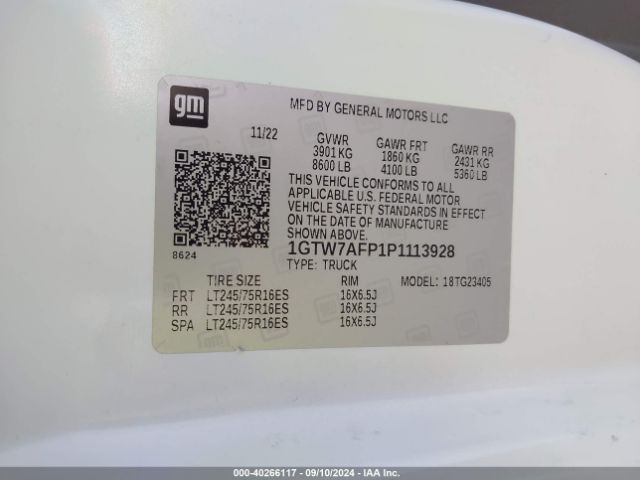 gm
MFD BY GENERAL MOTORS LLC
11/22 GVWR GAWR FRT GAWR RR
3901 KG 1860 KG 2431 KG
8600 LB 4100 LB 5360 LB
THIS VEHICLE CONFORMS TO ALL
APPLICABLE U.S. FEDERAL MOTOR
VEHICLE SAFETY STANDARDS IN EFFECT
ON THE DATE OF MANUFACTURE
SHOWN ABOVE.
8624 1GTW7AFP1P1113928
TYPE: TRUCK
TIRE SIZE RIM MODEL: 18TG23405
FRT LT245/75R16ES 16X6.5J
RR LT245/75R16ES 16X6.5J
SPA LT245/75R16ES 16X6.5J
000-40266117 - 09/10/2024 - IAA Inc.